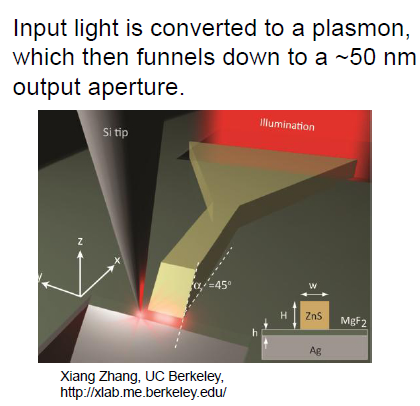 Input light is converted to a plasmon,
which then funnels down to a ~50 nm
output aperture.
Si tip
Illumination
z
x
y
α =45°
w
H
ZnS
MgF2
h
Ag
Xiang Zhang, UC Berkeley,
http://xlab.me.berkeley.edu/